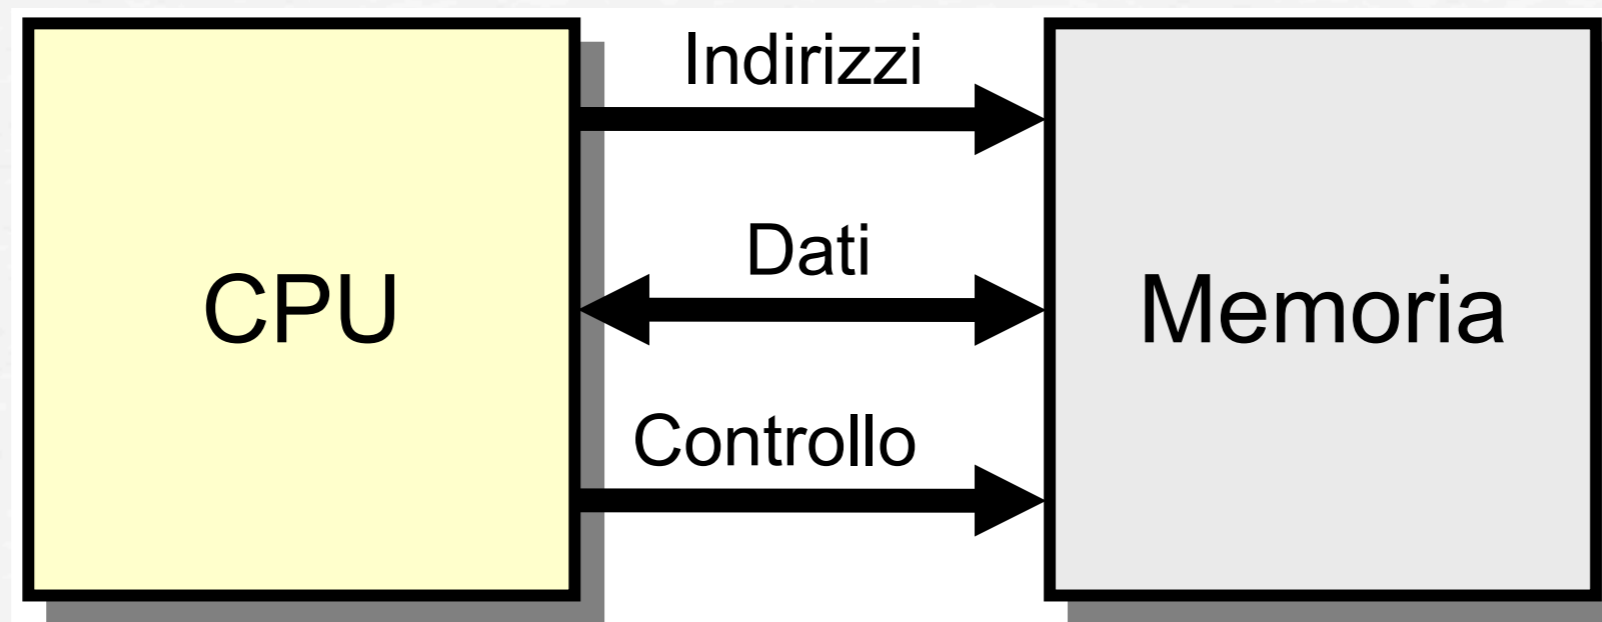 Indirizzi
Dati
CPU
Memoria
Controllo